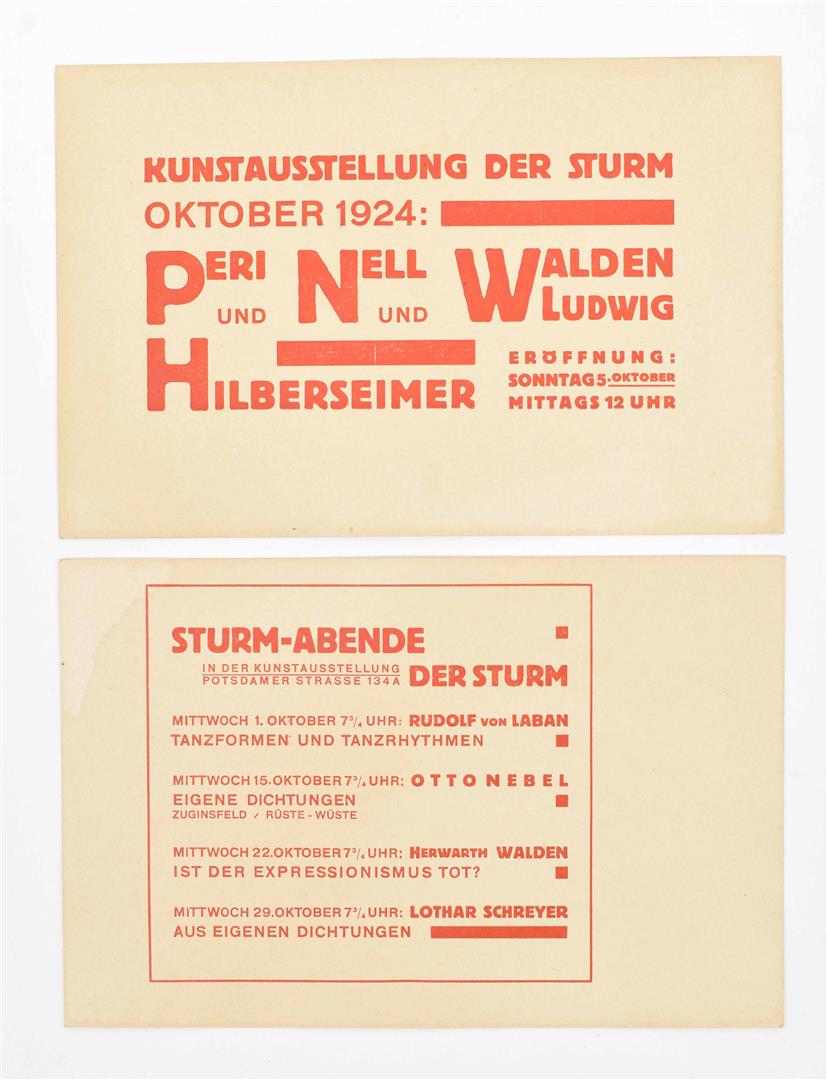 KUNSTAUSSTELLUNG DER STURM
OKTOBER 1924:
PERI UND NELL UND WALDEN
LUDWIG
HILBERSEIMER
ERÖFFNUNG:
SONNTAG 5. OKTOBER
MITTAGS 12 UHR
STURM-ABENDE
IN DER KUNSTAUSSTELLUNG
POTSDAMER STRASSE 134A
DER STURM
MITTWOCH 1. OKTOBER 7¾ UHR: RUDOLF VON LABAN
TANZFORMEN UND TANZRHYTHMEN
MITTWOCH 15. OKTOBER 7¾ UHR: OTTO NEBEL
EIGENE DICHTUNGEN
ZUGINSFELD / RÜSTE - WÜSTE
MITTWOCH 22. OKTOBER 7¾ UHR: HERWARTH WALDEN
IST DER EXPRESSIONISMUS TOT?
MITTWOCH 29. OKTOBER 7¾ UHR: LOTHAR SCHREYER
AUS EIGENEN DICHTUNGEN